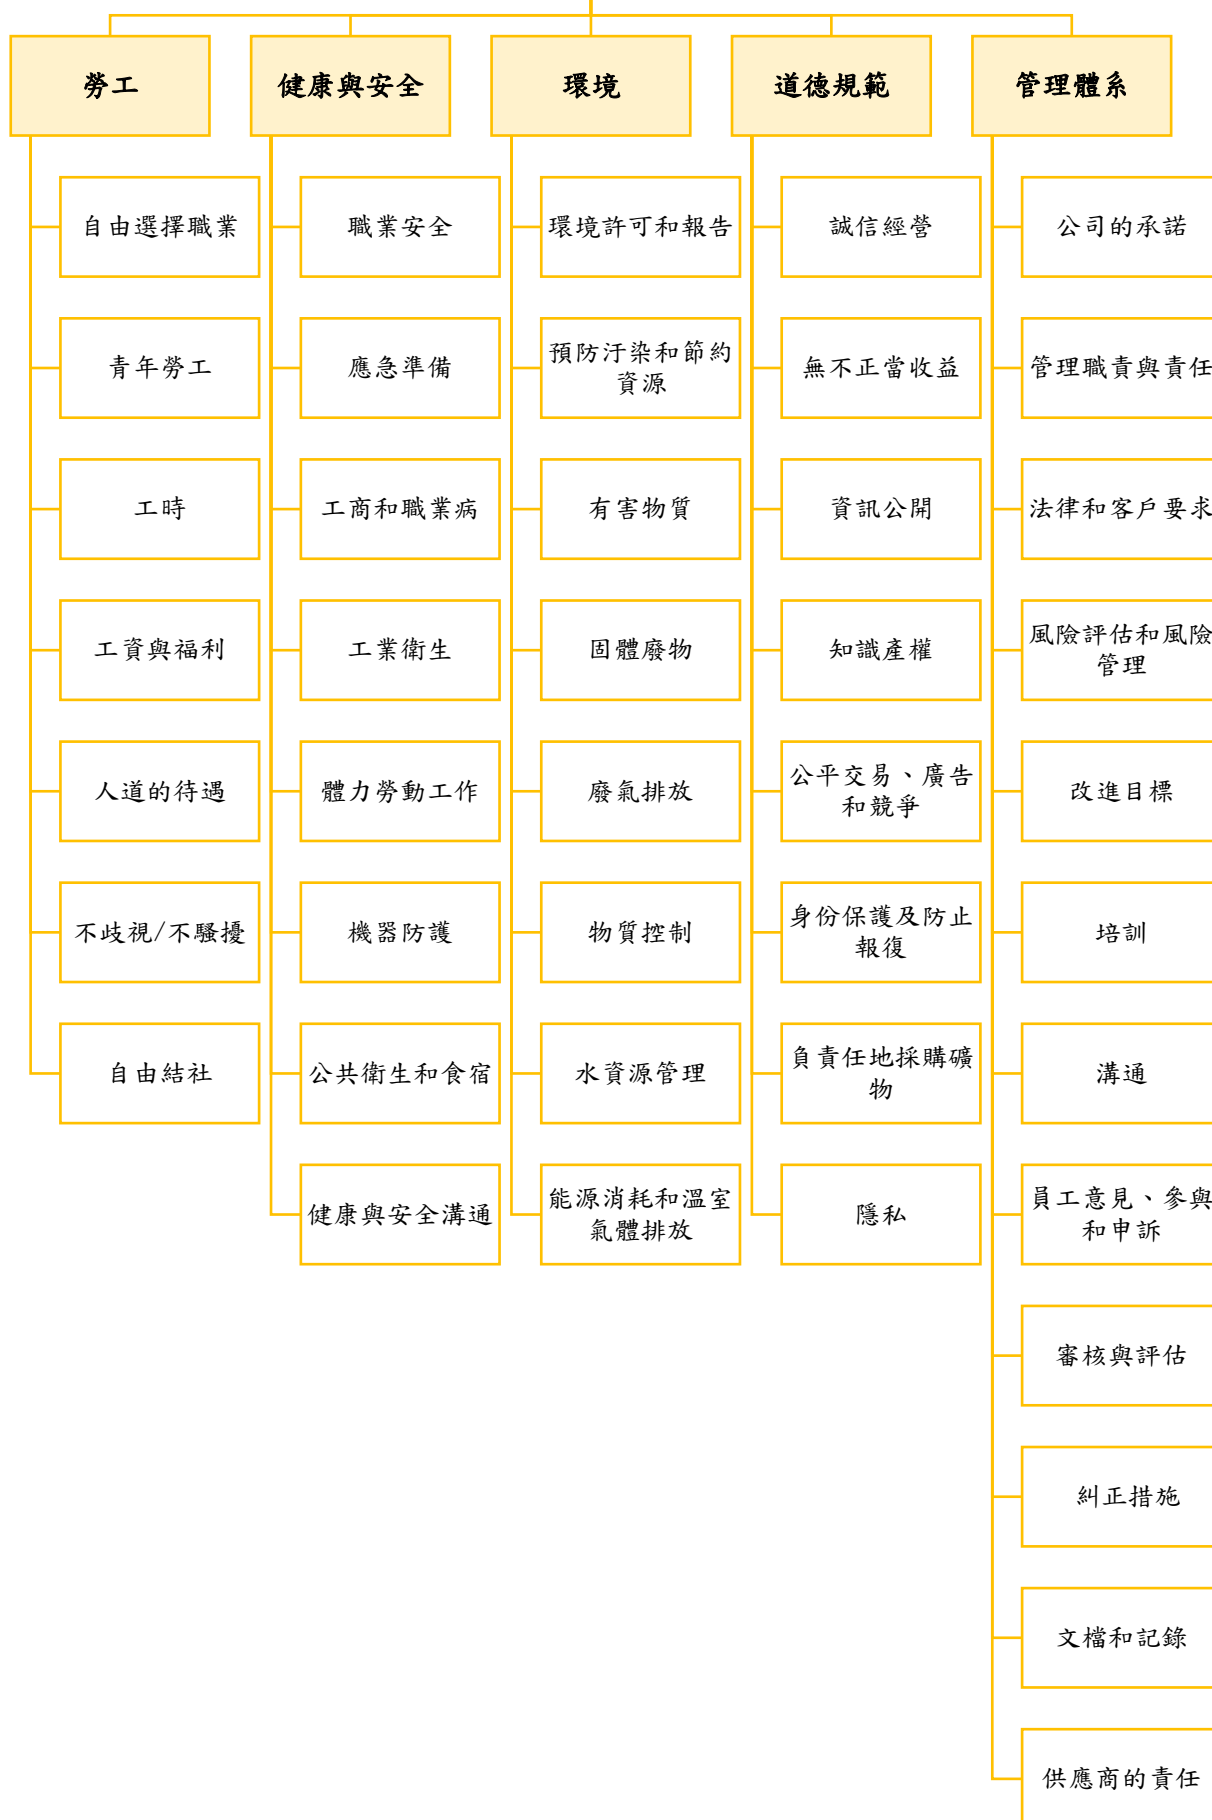 勞工
自由選擇職業
青年勞工
工時
工資與福利
人道的待遇
不歧視/不騷擾
自由結社
健康與安全
職業安全
應急準備
工商和職業病
工業衛生
體力勞動工作
機器防護
公共衛生和食宿
健康與安全溝通
環境
環境許可和報告
預防汙染和節約
資源
有害物質
固體廢物
廢氣排放
物質控制
水資源管理
能源消耗和溫室
氣體排放
道德規範
誠信經營
無不正當收益
資訊公開
知識產權
公平交易、廣告
和競爭
身份保護及防止
報復
負責任地採購礦
物
隱私
管理體系
公司的承諾
管理職責與責任
法律和客戶要求
風險評估和風險
管理
改進目標
培訓
溝通
員工意見、參與
和申訴
審核與評估
糾正措施
文檔和記錄
供應商的責任